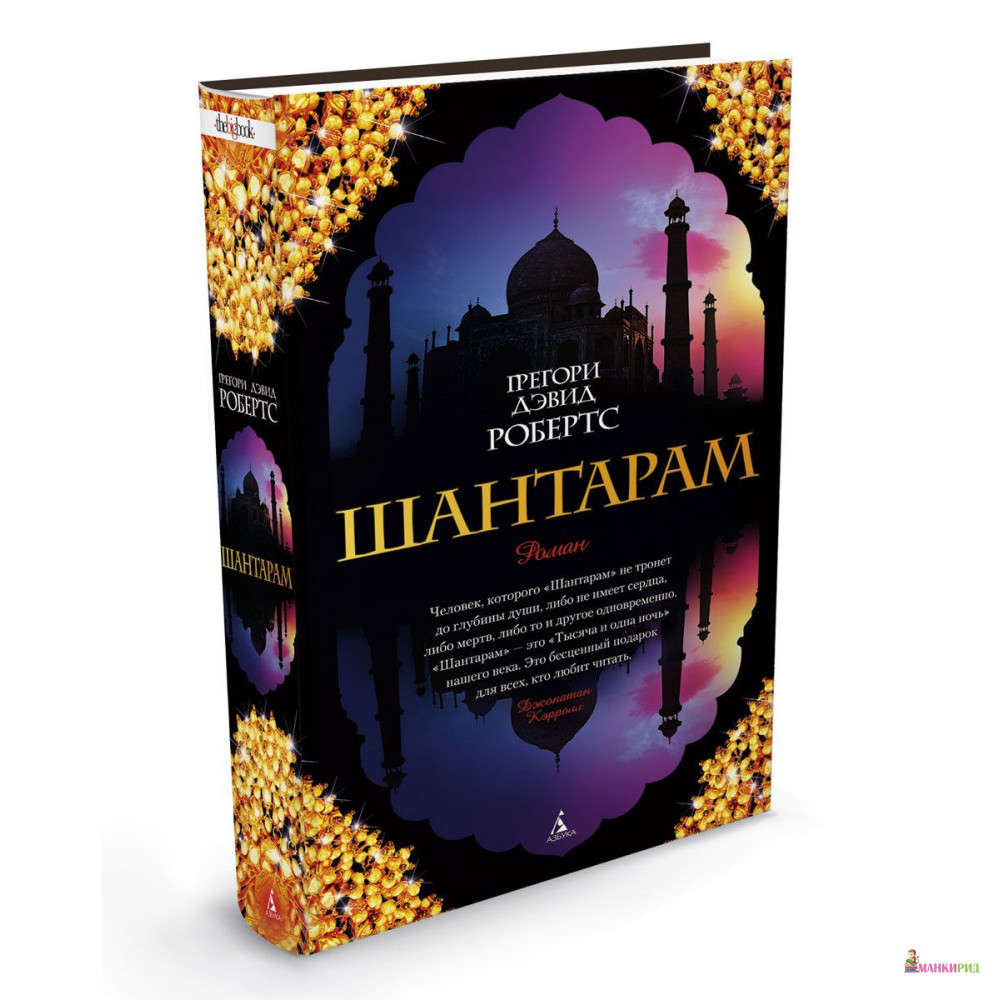 ·thebigbook·
ГРЕГОРИ ДЭВИД
РОБЕРТС
ШАНТАРАМ
АЗБУКА
ГРЕГОРИ
ДЭВИД
РОБЕРТС
ШАНТАРАМ
Роман
Человек, которого «Шантарам» не тронет
до глубины души, либо не имеет сердца,
либо мертв, либо то и другое одновременно.
«Шантарам» — это «Тысяча и одна ночь»
нашего века. Это бесценный подарок
для всех, кто любит читать.
Джонатан
Кэрролл
АЗБУКА
МАНКИРИД